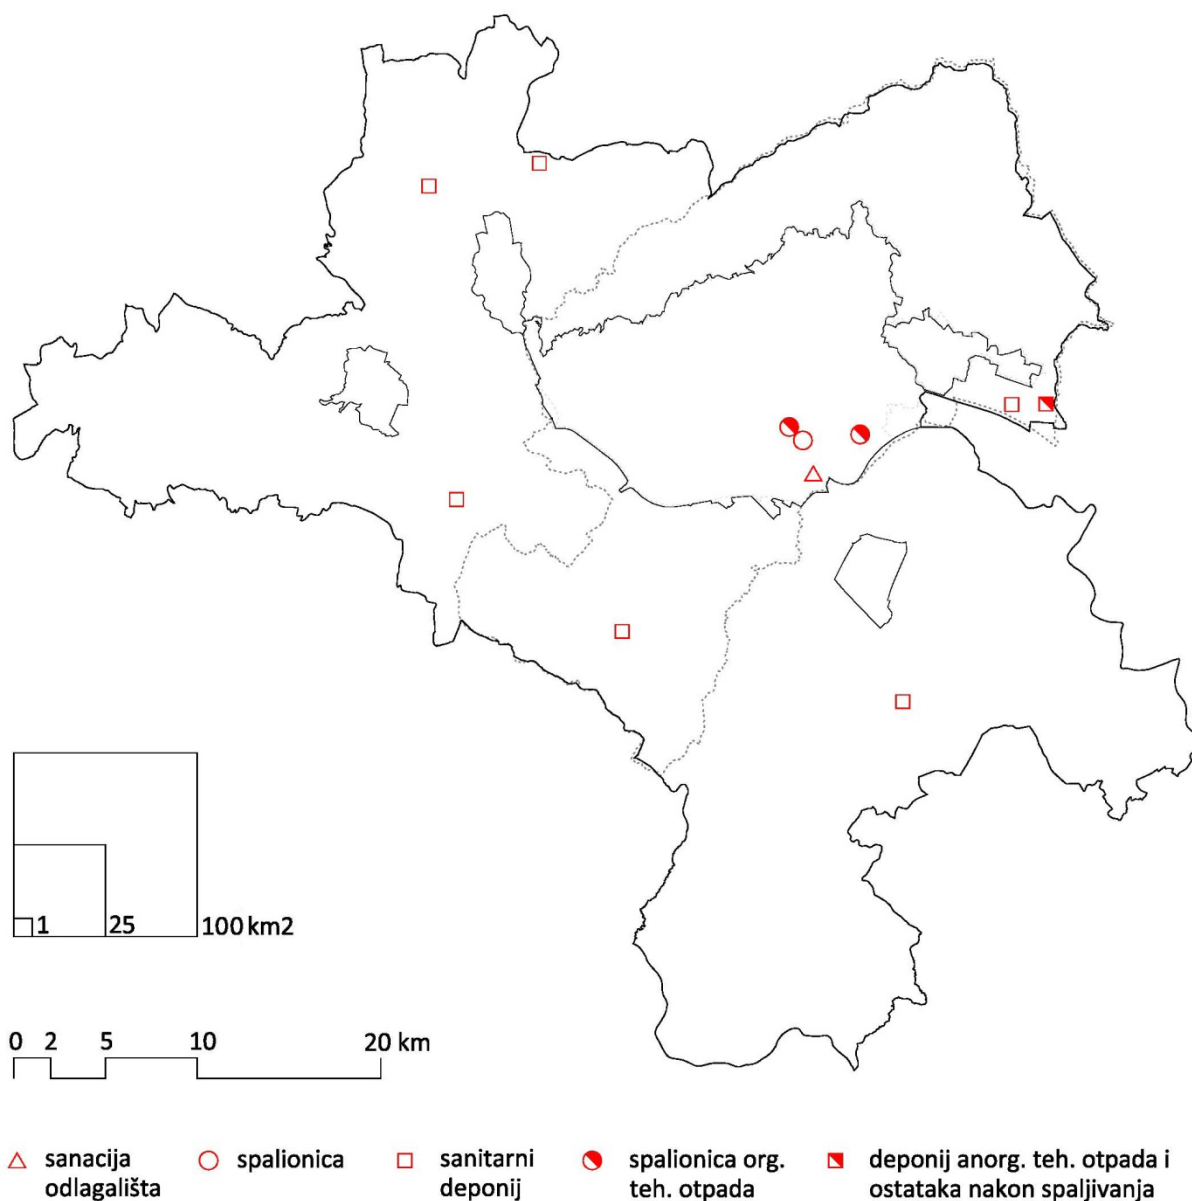 1
25
100 km2
0 2 5 10 20 km
sanacija
odlagališta
spalionica
sanitarni
deponij
spalionica org.
teh. otpada
deponij anorg. teh. otpada i
ostataka nakon spaljivanja